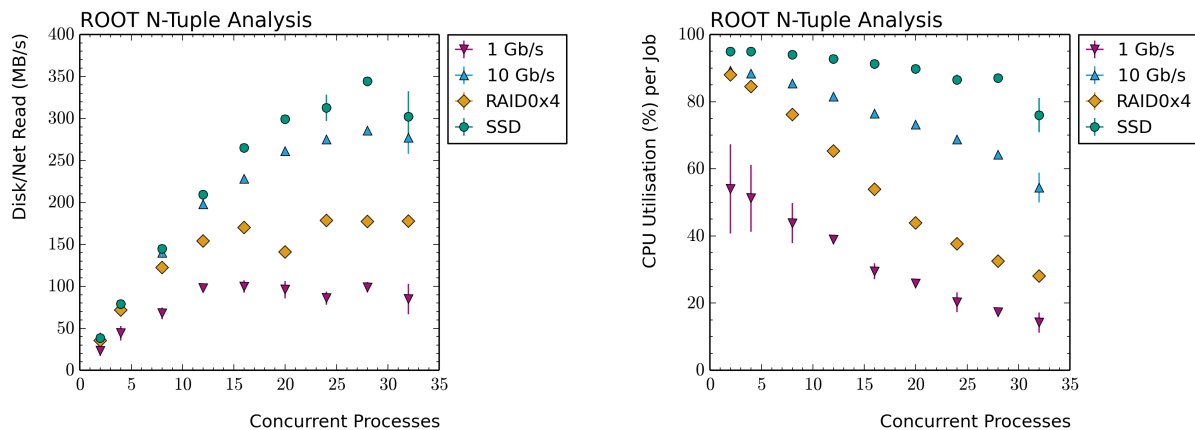 ROOT N-Tuple Analysis
Disk/Net Read (MB/s)
400
350
300
250
200
150
100
50
0
0 5 10 15 20 25 30 35
Concurrent Processes
1 Gb/s
10 Gb/s
RAID0x4
SSD
ROOT N-Tuple Analysis
CPU Utilisation (%) per Job
100
80
60
40
20
0
0 5 10 15 20 25 30 35
Concurrent Processes
1 Gb/s
10 Gb/s
RAID0x4
SSD